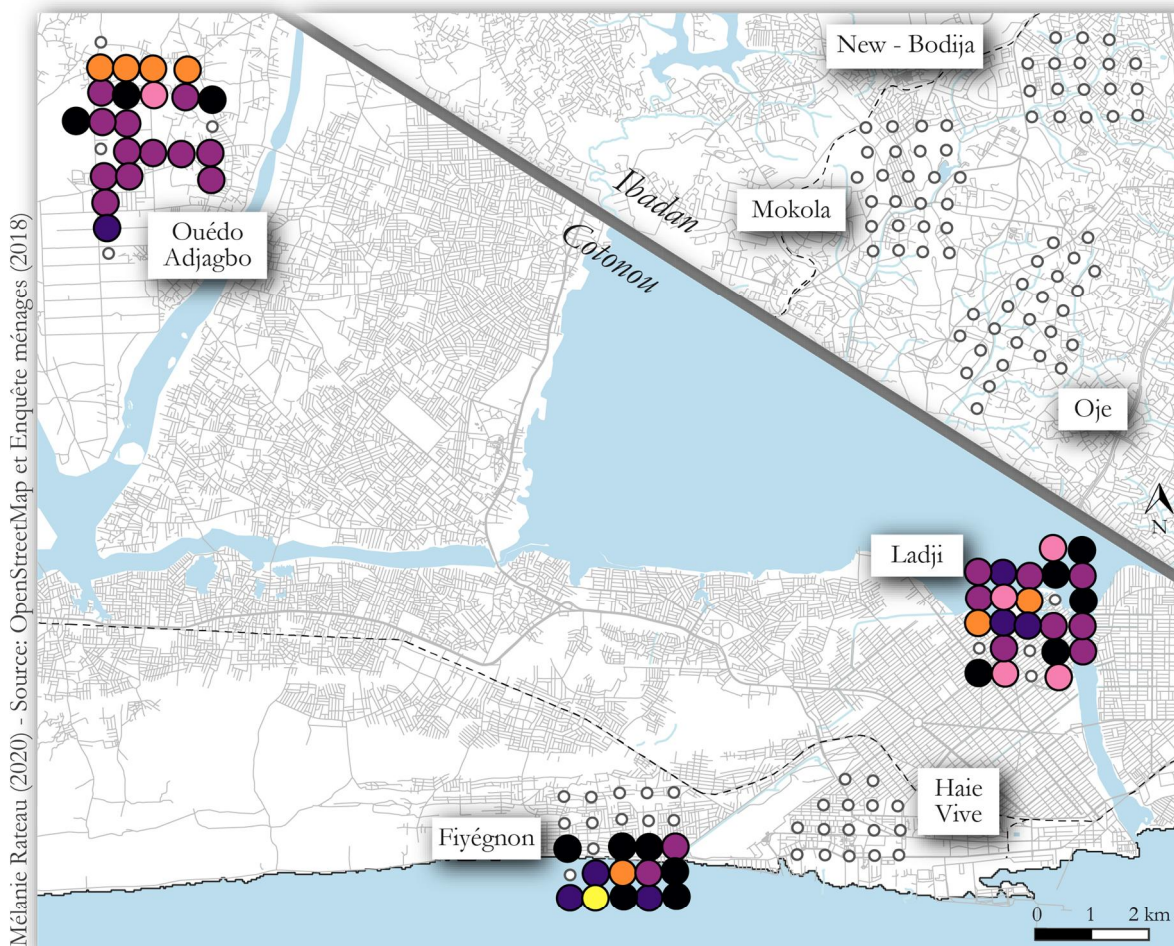 New - Bodija
Mokola
Ibadan
Cotonou
Ouédo
Adjagbo
Oje
N
Ladji
Haie
Vive
Fiyégnon
0 1 2 km
Mélanie Rateau (2020) - Source: OpenStreetMap et Enquête ménages (2018)